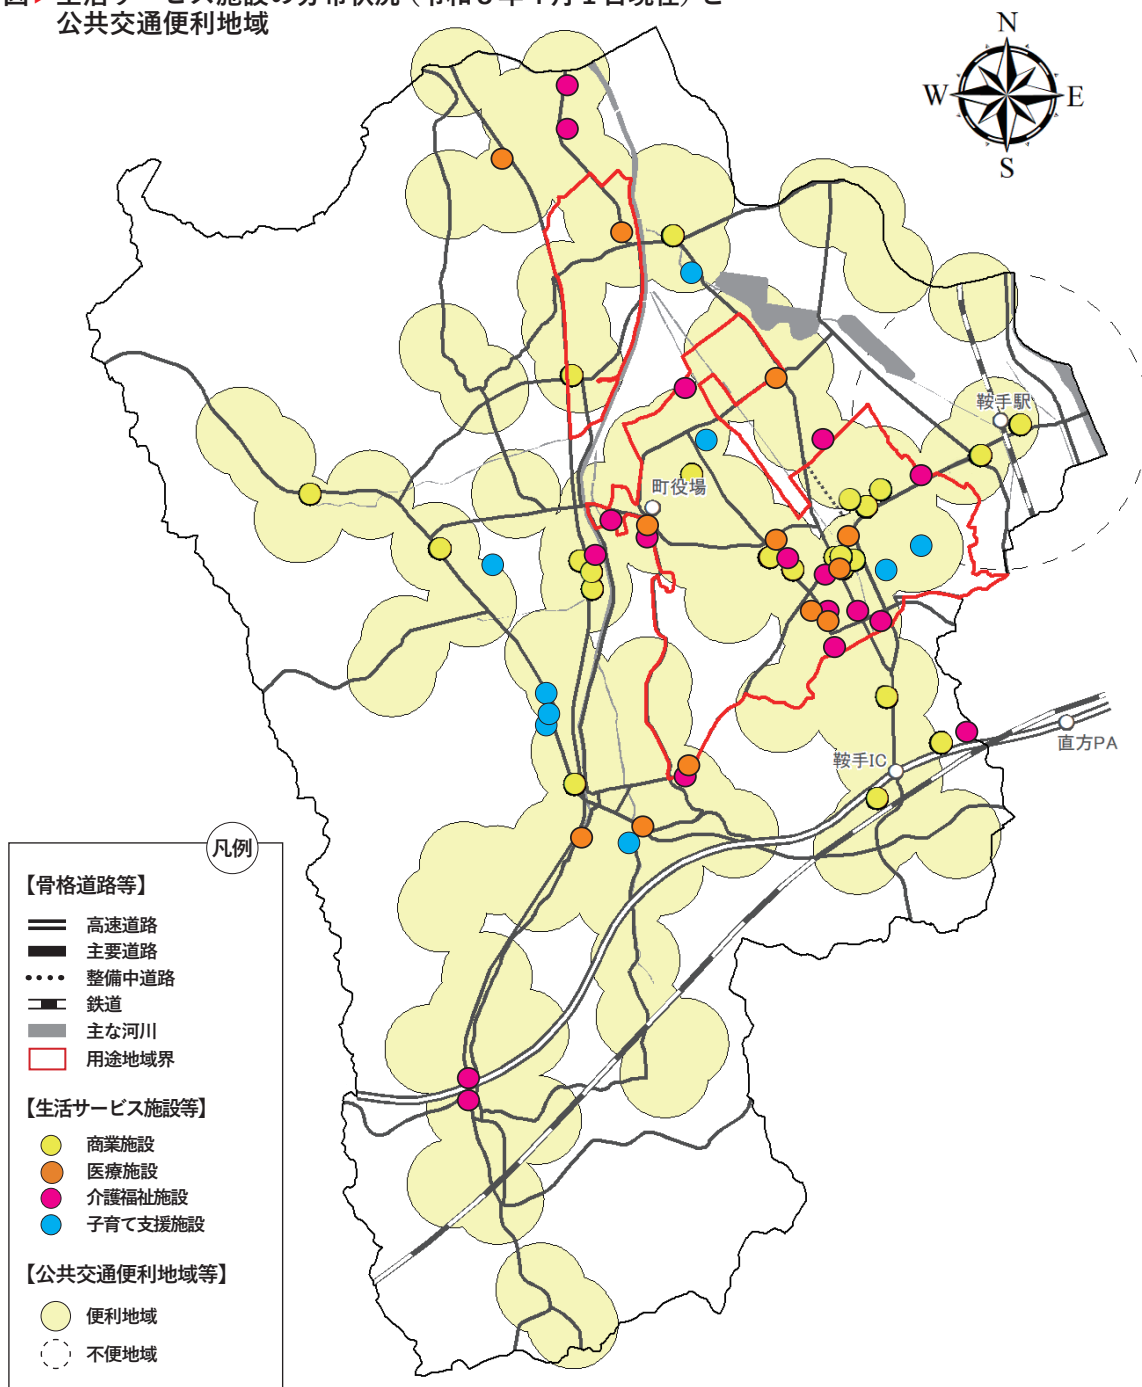 公共交通便利地域
N
W
E
S
鞍手駅
町役場
鞍手IC
直方PA
凡例
【骨格道路等】
高速道路
主要道路
整備中道路
鉄道
主な河川
用途地域界
【生活サービス施設等】
商業施設
医療施設
介護福祉施設
子育て支援施設
【公共交通便利地域等】
便利地域
不便地域